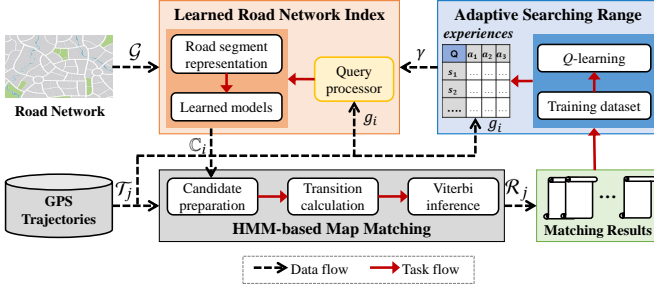 Learned Road Network Index
Adaptive Searching Range
Road segment
representation
Learned models
Query
processor
experiences
Q a1 a2 a3
s1 ... ... ...
s2 ... ... ...
.... ... ... ...
Q-learning
Training dataset
𝒢
γ
Road Network
gi
gi
ℂi
GPS
Trajectories
𝒯j
Candidate
preparation
Transition
calculation
Viterbi
inference
HMM-based Map Matching
ℛj
...
Matching Results
Data flow
Task flow